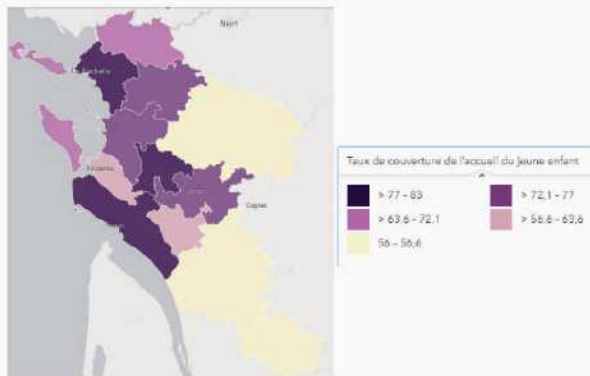 Niort
Cognac
Taux de couverture de l'accueil du jeune enfant
> 77 - 83
> 72,1 - 77
> 63,6 - 72,1
> 56,6 - 63,6
56 - 56,6